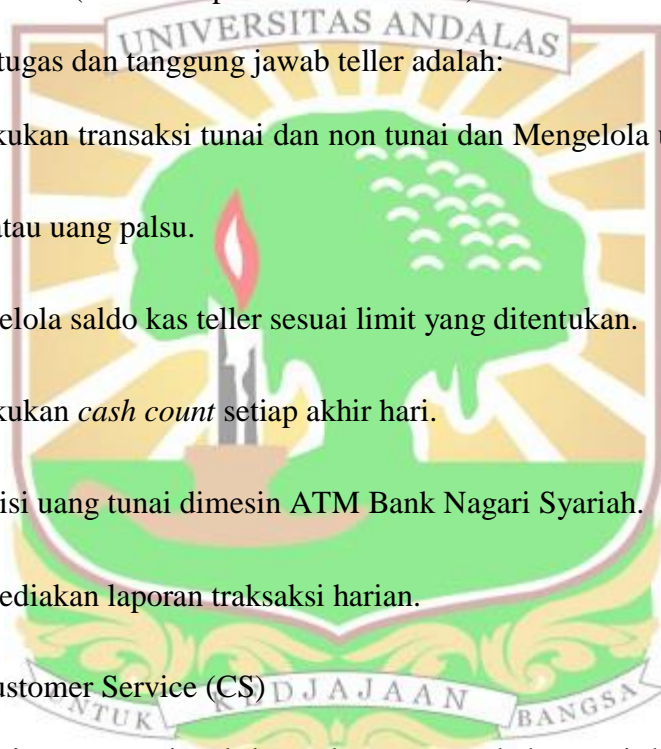 UNIVERSITAS ANDALAS
tugas dan tanggung jawab teller adalah:
kukan transaksi tunai dan non tunai dan Mengelola u
atau uang palsu.
elola saldo kas teller sesuai limit yang ditentukan.
kukan cash count setiap akhir hari.
isi uang tunai dimesin ATM Bank Nagari Syariah.
ediakan laporan traksaksi harian.
ustomer Service (CS)
UNTUK KEDJAJAAN BANGSA